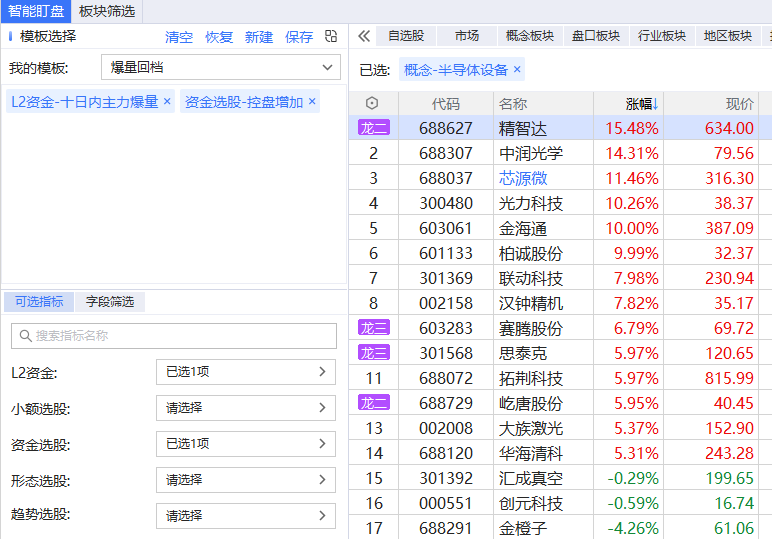 智能盯盘 板块筛选
模板选择 清空 恢复 新建 保存
我的模板: 爆量回档
L2资金-十日内主力爆量 × 资金选股-控盘增加 ×
可选指标 字段筛选
搜索指标名称
L2资金: 已选1项
小额选股: 请选择
资金选股: 已选1项
形态选股: 请选择
趋势选股: 请选择
自选股 市场 概念板块 盘口板块 行业板块 地区板块
已选: 概念-半导体设备 ×
代码 名称 涨幅↓ 现价
龙二 688627 精智达 15.48% 634.00
2 688307 中润光学 14.31% 79.56
3 688037 芯源微 11.46% 316.30
4 300480 光力科技 10.26% 38.37
5 603061 金海通 10.00% 387.09
6 601133 柏诚股份 9.99% 32.37
7 301369 联动科技 7.98% 230.94
8 002158 汉钟精机 7.82% 35.17
龙三 603283 赛腾股份 6.79% 69.72
龙三 301568 思泰克 5.97% 120.65
11 688072 拓荆科技 5.97% 815.99
龙二 688729 屹唐股份 5.95% 40.45
13 002008 大族激光 5.37% 152.90
14 688120 华海清科 5.31% 243.28
15 301392 汇成真空 -0.29% 199.65
16 000551 创元科技 -0.59% 16.74
17 688291 金橙子 -4.26% 61.06